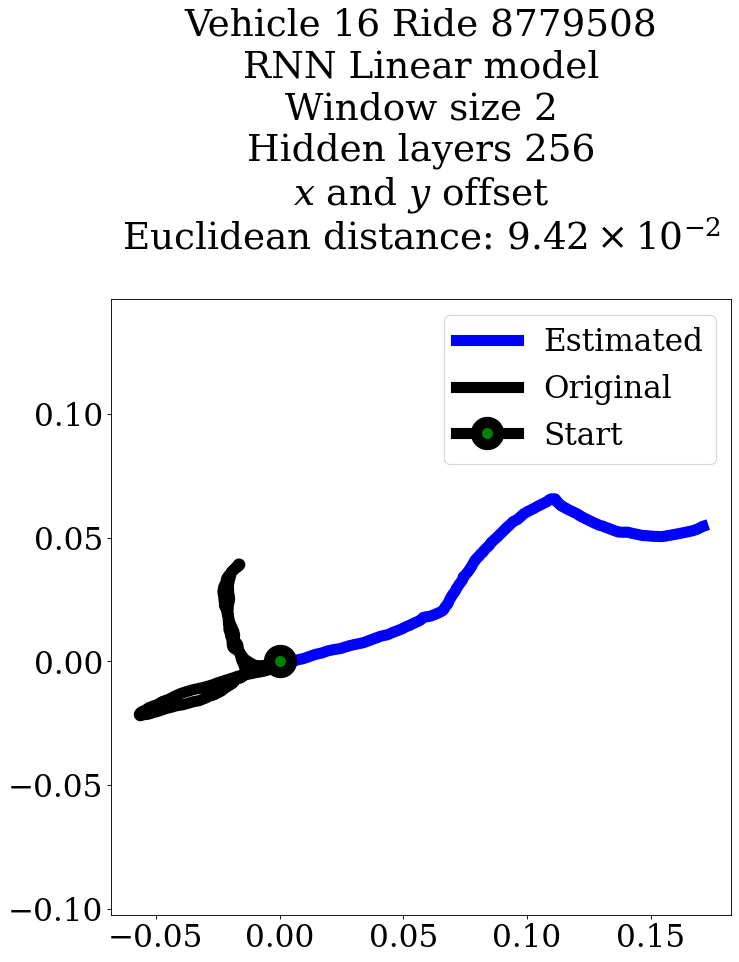 Vehicle 16 Ride 8779508
RNN Linear model
Window size 2
Hidden layers 256
x and y offset
Euclidean distance: 9.42 × 10⁻²
Estimated
Original
Start
0.10
0.05
0.00
−0.05
−0.10
−0.05 0.00 0.05 0.10 0.15